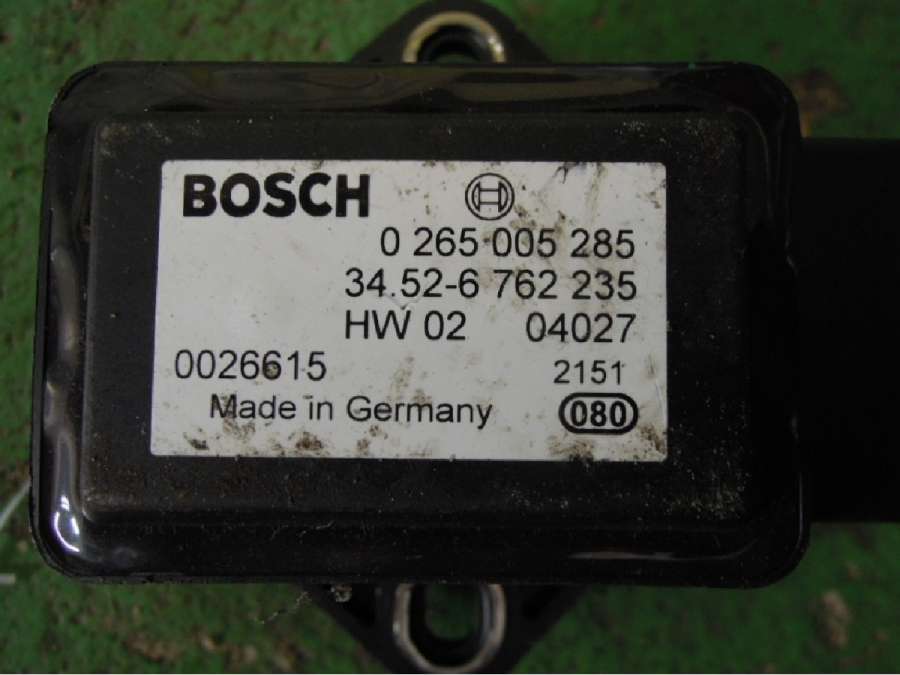 BOSCH
0 265 005 285
34.52-6 762 235
HW 02 04027
0026615 2151
Made in Germany 080